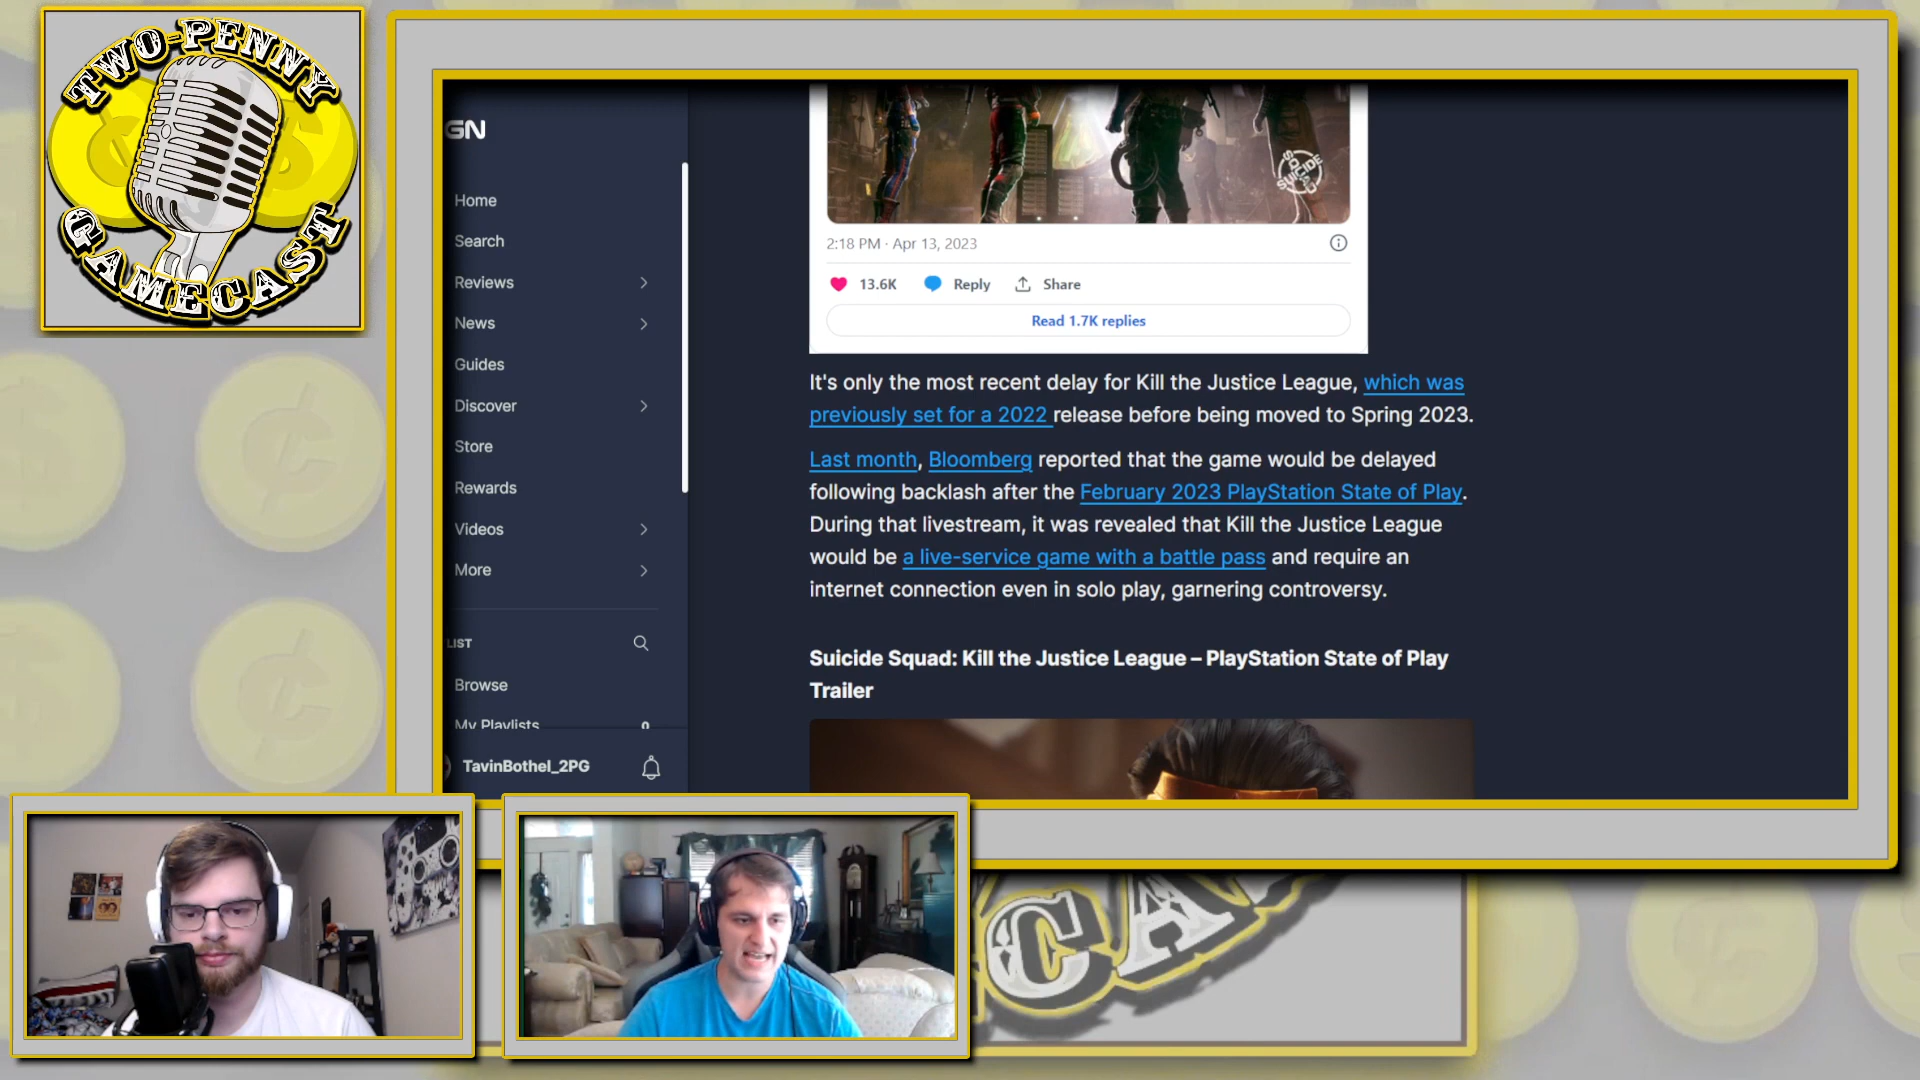 TWO-PENNY
GAMECAST
GN
Home
Search
Reviews
News
Guides
Discover
Store
Rewards
Videos
More
LIST
Browse
My Playlists 0
TavinBothel_2PG
SUICIDE
SQUAD
2:18 PM · Apr 13, 2023
13.6K Reply Share
Read 1.7K replies
It's only the most recent delay for Kill the Justice League, which was
previously set for a 2022 release before being moved to Spring 2023.
Last month, Bloomberg reported that the game would be delayed
following backlash after the February 2023 PlayStation State of Play.
During that livestream, it was revealed that Kill the Justice League
would be a live-service game with a battle pass and require an
internet connection even in solo play, garnering controversy.
Suicide Squad: Kill the Justice League – PlayStation State of Play
Trailer